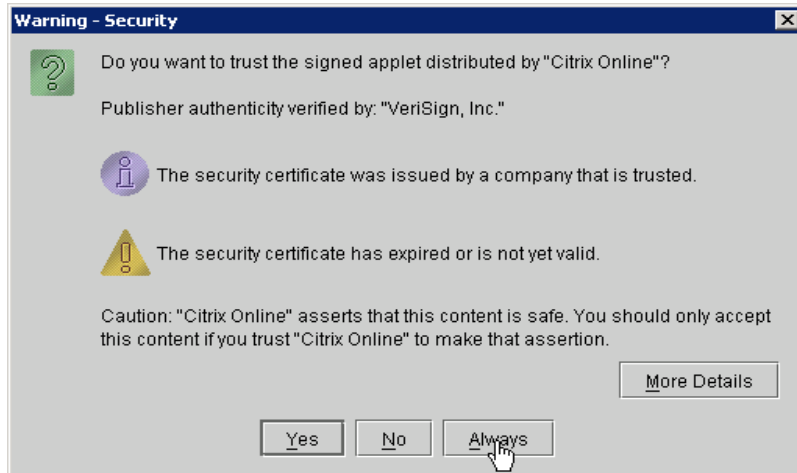 Warning - Security
Do you want to trust the signed applet distributed by "Citrix Online"?
Publisher authenticity verified by: "VeriSign, Inc."
The security certificate was issued by a company that is trusted.
The security certificate has expired or is not yet valid.
Caution: "Citrix Online" asserts that this content is safe. You should only accept
this content if you trust "Citrix Online" to make that assertion.
More Details
Yes No Always